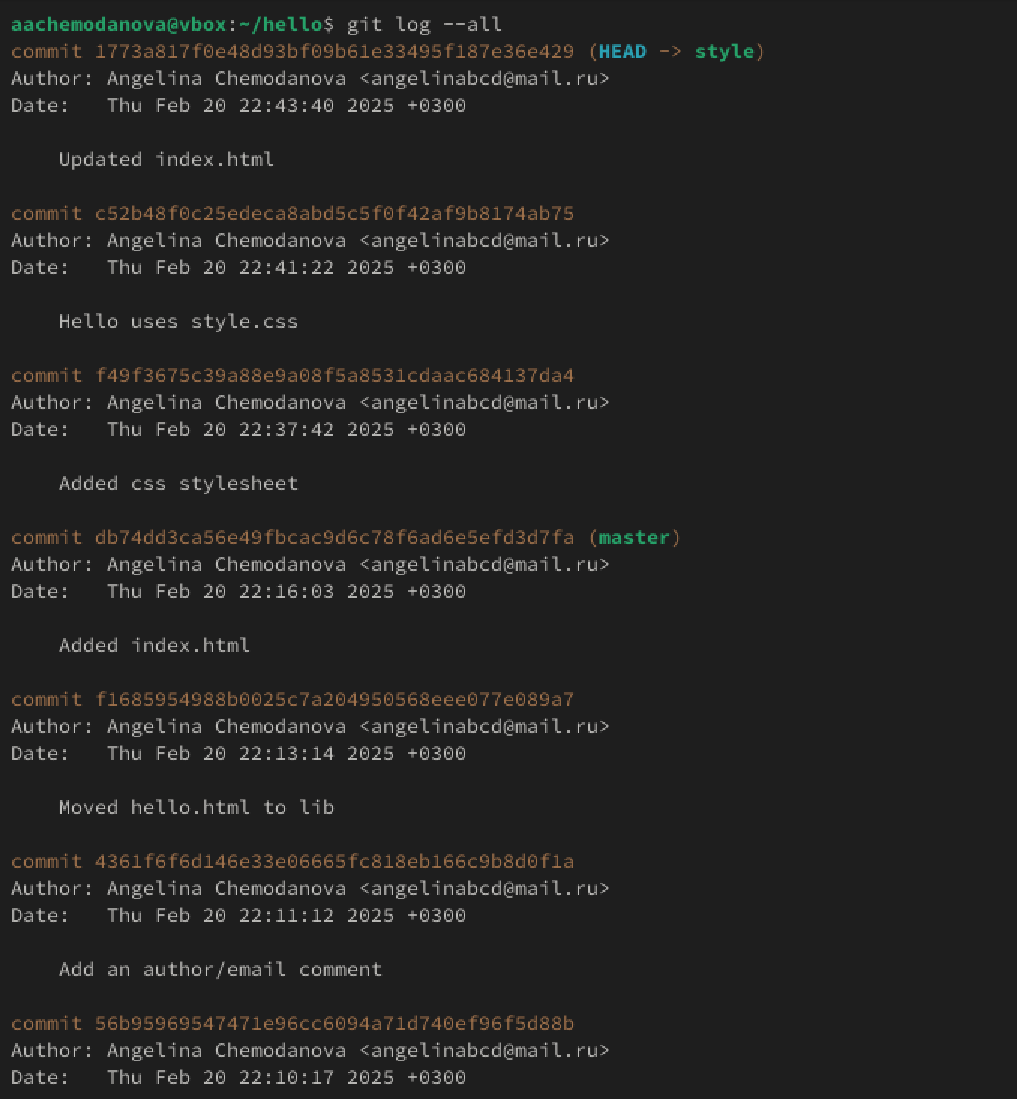 aachemodanova@vbox:~/hello$ git log --all
commit 1773a817f0e48d93bf09b61e33495f187e36e429 (HEAD -> style)
Author: Angelina Chemodanova <angelinabcd@mail.ru>
Date:   Thu Feb 20 22:43:40 2025 +0300
Updated index.html
commit c52b48f0c25edeca8abd5c5f0f42af9b8174ab75
Author: Angelina Chemodanova <angelinabcd@mail.ru>
Date:   Thu Feb 20 22:41:22 2025 +0300
Hello uses style.css
commit f49f3675c39a88e9a08f5a8531cdaac684137da4
Author: Angelina Chemodanova <angelinabcd@mail.ru>
Date:   Thu Feb 20 22:37:42 2025 +0300
Added css stylesheet
commit db74dd3ca56e49fbcac9d6c78f6ad6e5efd3d7fa (master)
Author: Angelina Chemodanova <angelinabcd@mail.ru>
Date:   Thu Feb 20 22:16:03 2025 +0300
Added index.html
commit f1685954988b0025c7a204950568eee077e089a7
Author: Angelina Chemodanova <angelinabcd@mail.ru>
Date:   Thu Feb 20 22:13:14 2025 +0300
Moved hello.html to lib
commit 4361f6f6d146e33e06665fc818eb166c9b8d0f1a
Author: Angelina Chemodanova <angelinabcd@mail.ru>
Date:   Thu Feb 20 22:11:12 2025 +0300
Add an author/email comment
commit 56b95969547471e96cc6094a71d740ef96f5d88b
Author: Angelina Chemodanova <angelinabcd@mail.ru>
Date:   Thu Feb 20 22:10:17 2025 +0300